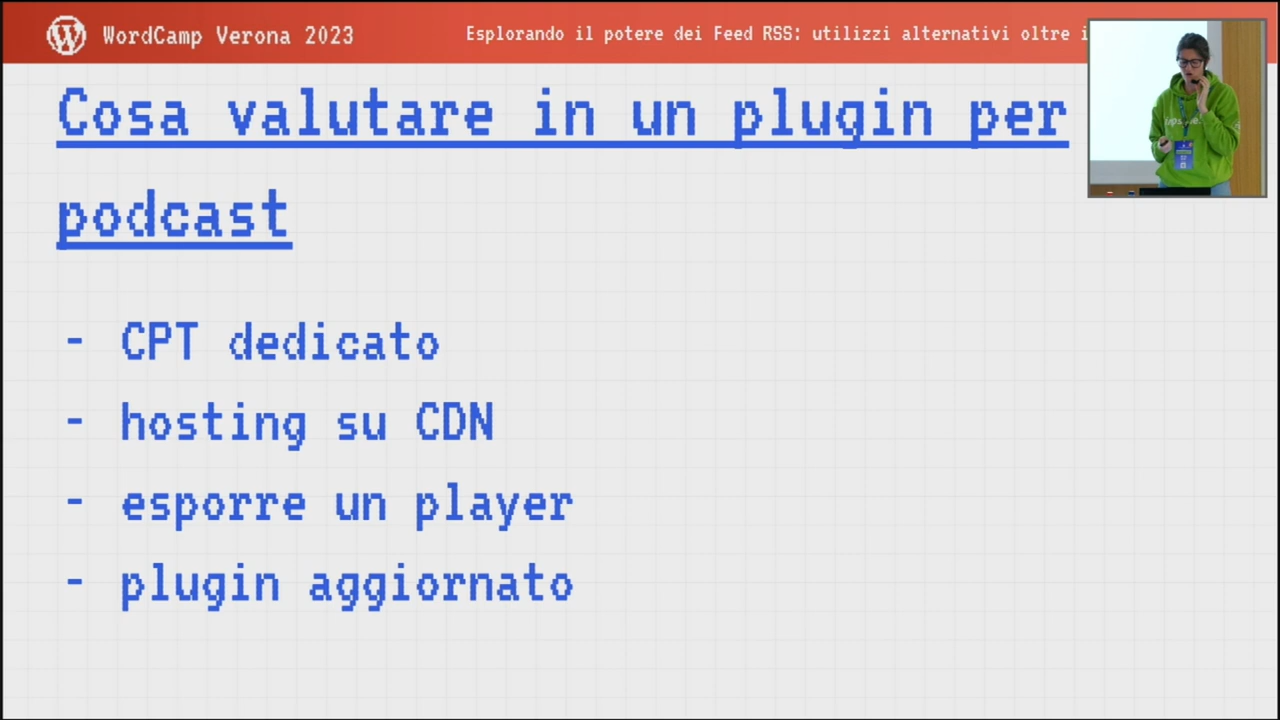 WordCamp Verona 2023
Esplorando il potere dei Feed RSS: utilizzi alternativi oltre i
Cosa valutare in un plugin per
podcast
- CPT dedicato
- hosting su CDN
- esporre un player
- plugin aggiornato